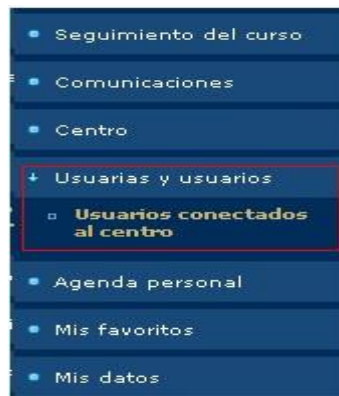 Seguimiento del curso
Comunicaciones
Centro
Usuarias y usuarios
Usuarios conectados
al centro
Agenda personal
Mis favoritos
Mis datos